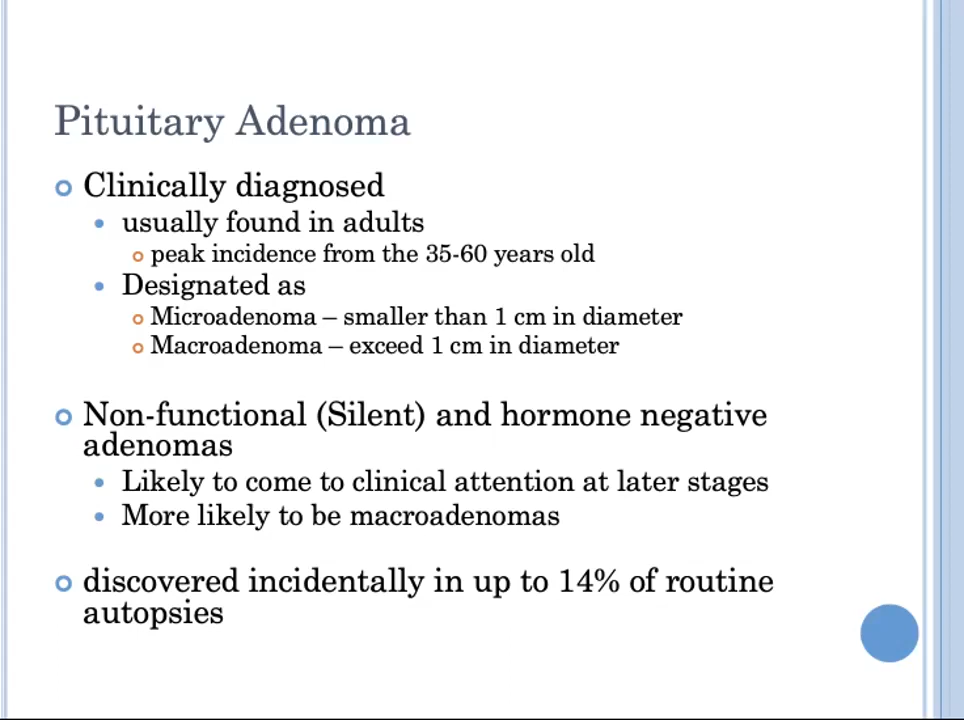 Pituitary Adenoma
Clinically diagnosed
usually found in adults
peak incidence from the 35-60 years old
Designated as
Microadenoma – smaller than 1 cm in diameter
Macroadenoma – exceed 1 cm in diameter
Non-functional (Silent) and hormone negative
adenomas
Likely to come to clinical attention at later stages
More likely to be macroadenomas
discovered incidentally in up to 14% of routine
autopsies